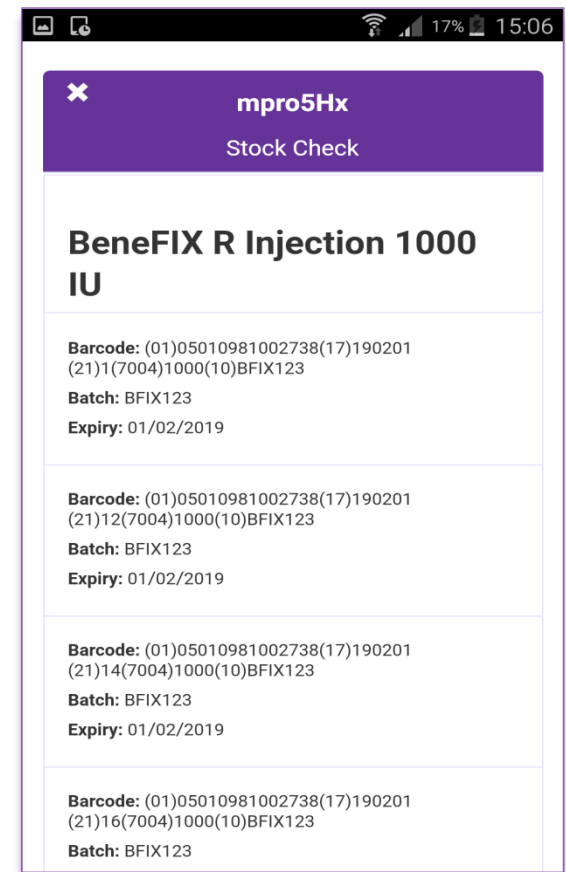 17% 15:06
mpro5Hx
Stock Check
BeneFIX R Injection 1000
IU
Barcode: (01)05010981002738(17)190201
(21)1(7004)1000(10)BFIX123
Batch: BFIX123
Expiry: 01/02/2019
Barcode: (01)05010981002738(17)190201
(21)12(7004)1000(10)BFIX123
Batch: BFIX123
Expiry: 01/02/2019
Barcode: (01)05010981002738(17)190201
(21)14(7004)1000(10)BFIX123
Batch: BFIX123
Expiry: 01/02/2019
Barcode: (01)05010981002738(17)190201
(21)16(7004)1000(10)BFIX123
Batch: BFIX123